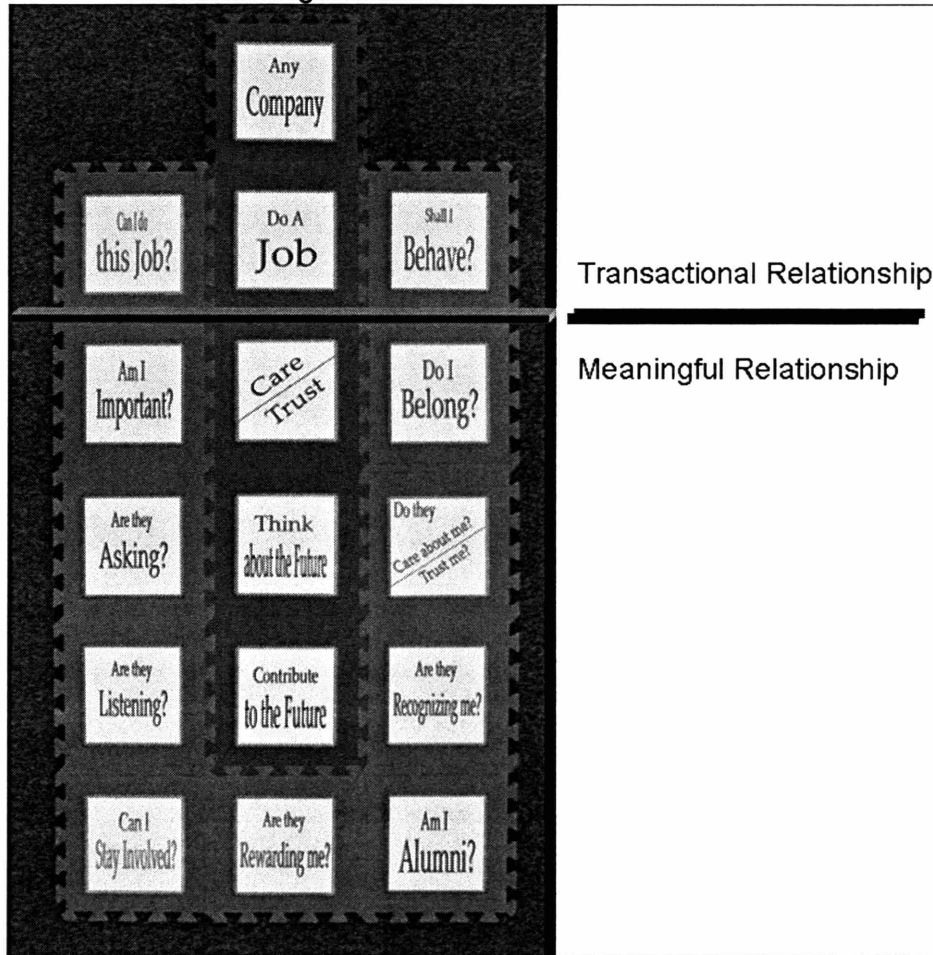 Any
Company
Can I do
this Job?
Do A
Job
Shall I
Behave?
Transactional Relationship
Am I
Important?
Care
Trust
Do I
Belong?
Meaningful Relationship
Are they
Asking?
Think
about the Future
Do they
Care about me?
Trust me?
Are they
Listening?
Contribute
to the Future
Are they
Recognizing me?
Can I
Stay Involved?
Are they
Rewarding me?
Am I
Alumni?